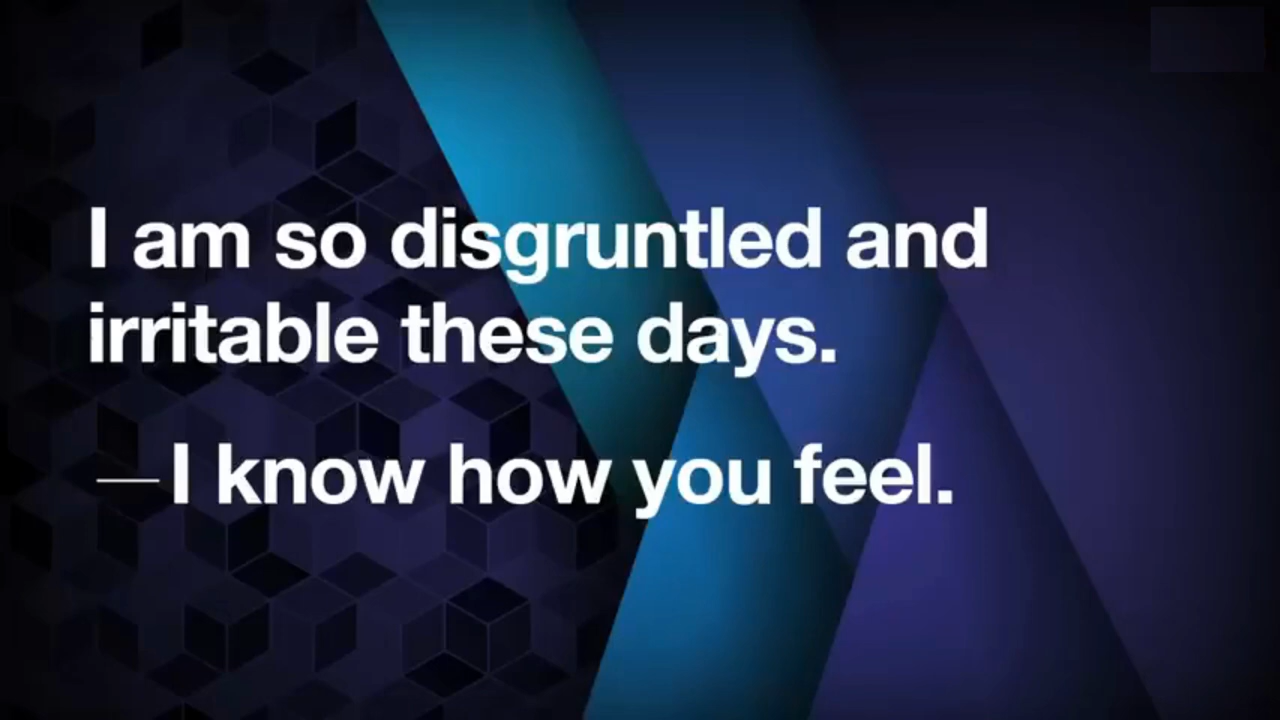 I am so disgruntled and
irritable these days.
— I know how you feel.